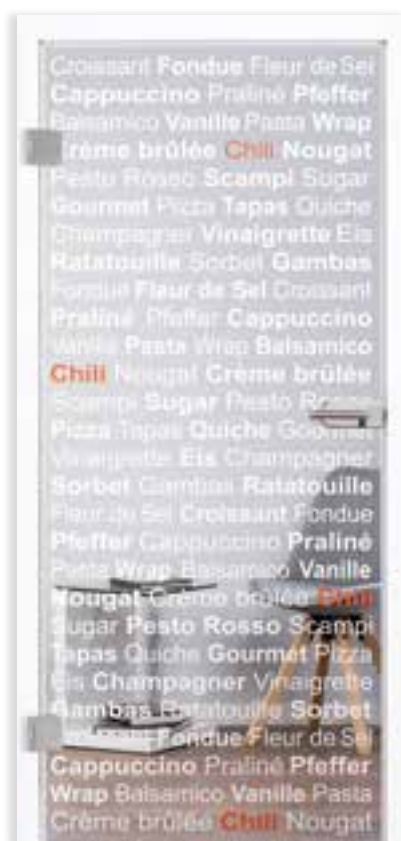 Croissant Fondue Fleur de Sel
Cappuccino Praliné Pfeffer
Balsamico Vanille Pasta Wrap
Crème brûlée Chili Nougat
Pesto Rosso Scampi Sugar
Gourmet Pizza Tapas Quiche
Champagner Vinaigrette Eis
Ratatouille Sorbet Gambas
Fondue Fleur de Sel Croissant
Praliné Pfeffer Cappuccino
Vanille Pasta Wrap Balsamico
Chili Nougat Crème brûlée
Scampi Sugar Pesto Rosso
Pizza Tapas Quiche Gourmet
Vinaigrette Eis Champagner
Sorbet Gambas Ratatouille
Fleur de Sel Croissant Fondue
Pfeffer Cappuccino Praliné
Pasta Wrap Balsamico Vanille
Nougat Crème brûlée Chili
Sugar Pesto Rosso Scampi
Tapas Quiche Gourmet Pizza
Eis Champagner Vinaigrette
Gambas Ratatouille Sorbet
Fondue Fleur de Sel
Cappuccino Praliné Pfeffer
Wrap Balsamico Vanille Pasta
Crème brûlée Chili Nougat